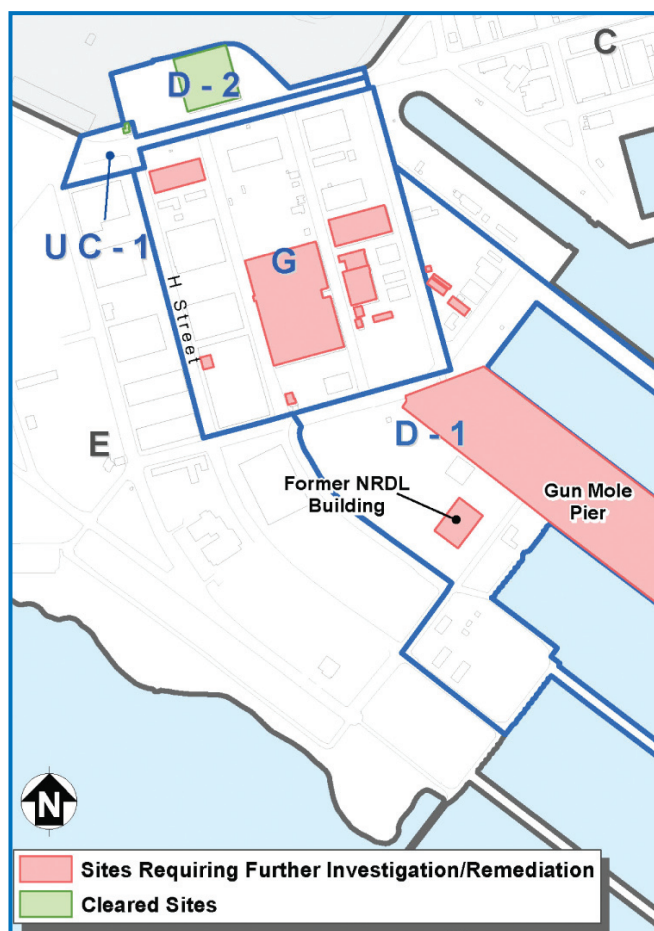 C
D - 2
U C - 1
G
H Street
E
D - 1
Former NRDL
Building
Gun Mole
Pier
N
Sites Requiring Further Investigation/Remediation
Cleared Sites